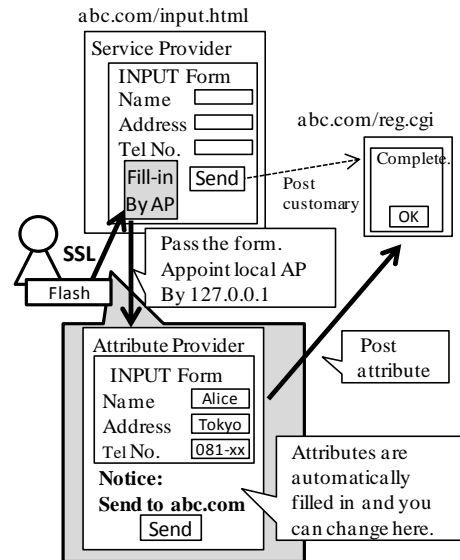 abc.com/input.html
Service Provider
INPUT Form
Name
Address
Tel No.
Fill-in
By AP
Send
abc.com/reg.cgi
Complete.
OK
Post
customary
SSL
Flash
Pass the form.
Appoint local AP
By 127.0.0.1
Attribute Provider
INPUT Form
Name Alice
Address Tokyo
Tel No. 081-xx
Notice:
Send to abc.com
Send
Post
attribute
Attributes are
automatically
filled in and you
can change here.